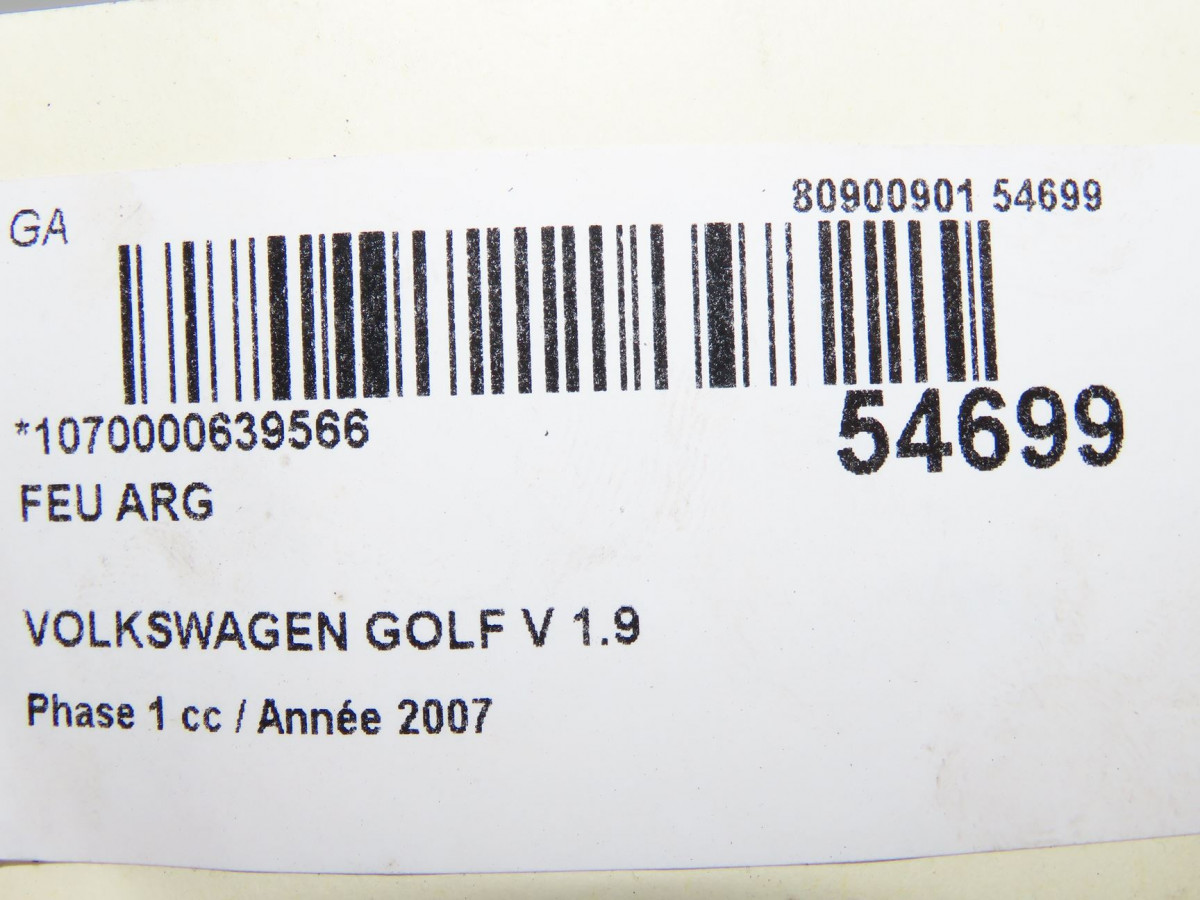 80900901 54699
GA
*1070000639566
54699
FEU ARG
VOLKSWAGEN GOLF V 1.9
Phase 1 cc / Année 2007